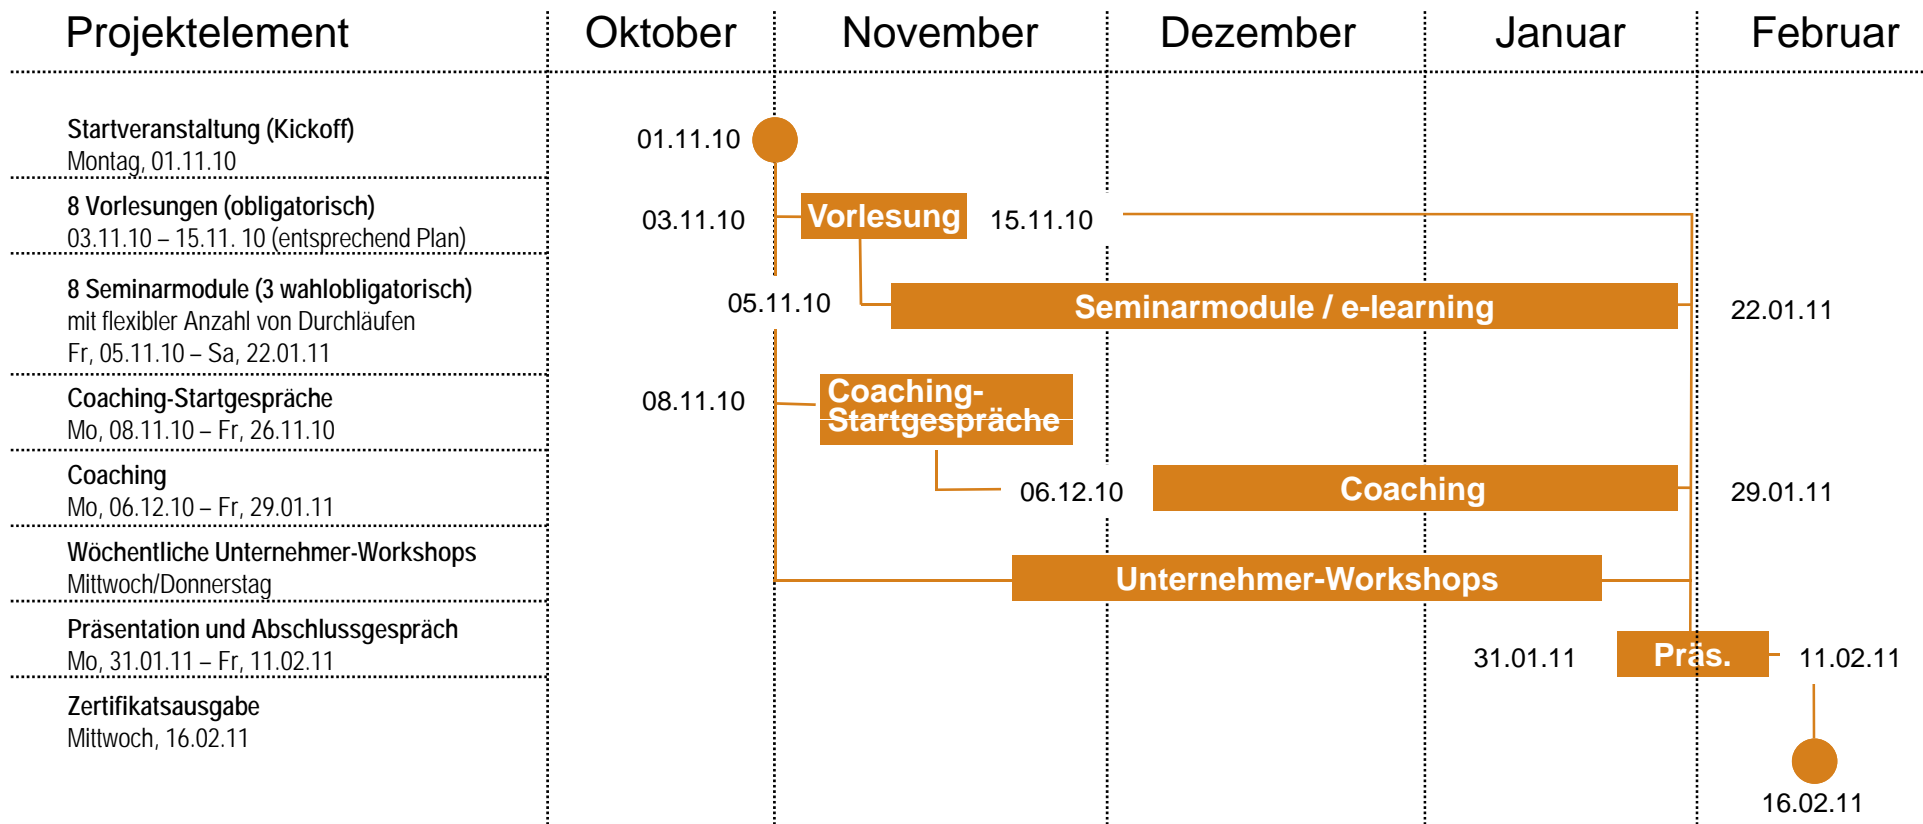 Projektelement
Oktober
November
Dezember
Januar
Februar
Startveranstaltung (Kickoff)
Montag, 01.11.10
01.11.10
8 Vorlesungen (obligatorisch)
03.11.10 – 15.11. 10 (entsprechend Plan)
03.11.10
Vorlesung
15.11.10
8 Seminarmodule (3 wahlobligatorisch)
mit flexibler Anzahl von Durchläufen
Fr, 05.11.10 – Sa, 22.01.11
05.11.10
Seminarmodule / e-learning
22.01.11
Coaching-Startgespräche
Mo, 08.11.10 – Fr, 26.11.10
08.11.10
Coaching-
Startgespräche
Coaching
Mo, 06.12.10 – Fr, 29.01.11
06.12.10
Coaching
29.01.11
Wöchentliche Unternehmer-Workshops
Mittwoch/Donnerstag
Unternehmer-Workshops
Präsentation und Abschlussgespräch
Mo, 31.01.11 – Fr, 11.02.11
31.01.11
Präs.
11.02.11
Zertifikatsausgabe
Mittwoch, 16.02.11
16.02.11